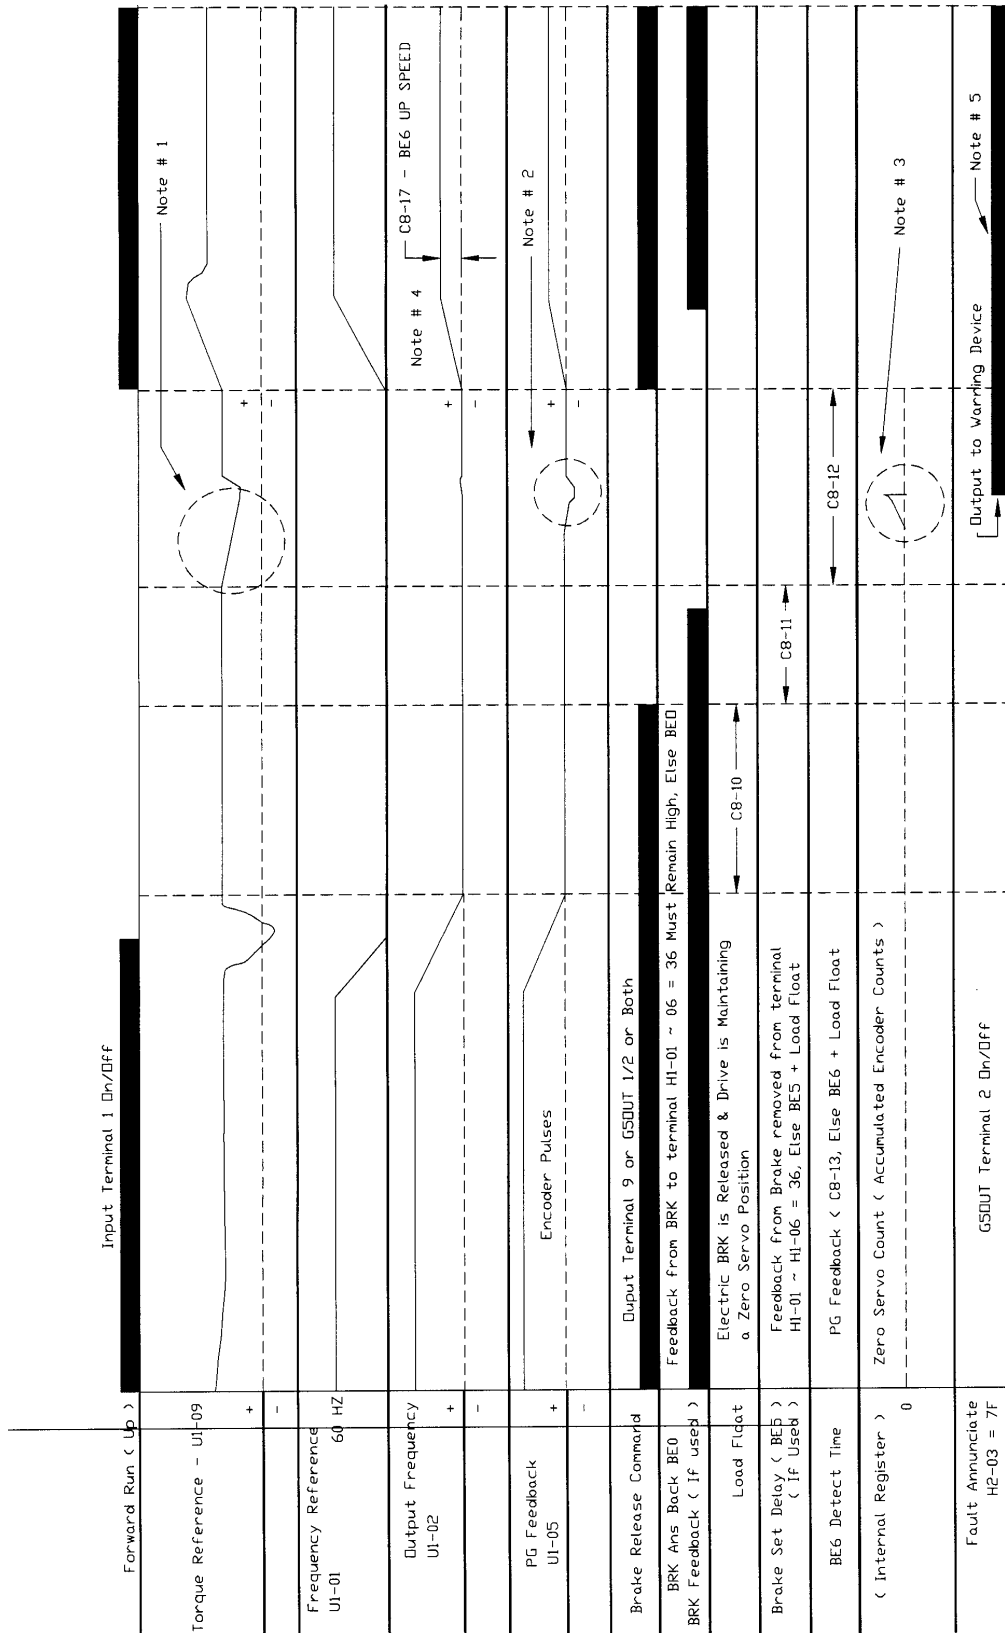 Forward Run ( Up )
Input Terminal 1 On/Off
Torque Reference - U1-09
+
-
+
-
Note # 1
Frequency Reference
U1-01
60 HZ
Output Frequency
U1-02
+
-
+
-
Note # 4
C8-17 - BE6 UP SPEED
PG Feedback
U1-05
+
-
Encoder Pulses
+
-
Note # 2
Brake Release Command
Ouput Terminal 9 or G5OUT 1/2 or Both
BRK Ans Back BE0
BRK Feedback ( If used )
Feedback from BRK to terminal H1-01 ~ 06 = 36 Must Remain High, Else BEO
Load Float
Electric BRK is Released & Drive is Maintaining
a Zero Servo Position
C8-10
Brake Set Delay ( BE5 )
( If Used )
Feedback from Brake removed from terminal
H1-01 ~ H1-06 = 36, Else BE5 + Load Float
C8-11
BE6 Detect Time
PG Feedback < C8-13, Else BE6 + Load Float
C8-12
( Internal Register )
0
Zero Servo Count ( Accumulated Encoder Counts )
Note # 3
Fault Annunciate
H2-03 = 7F
G5OUT Terminal 2 On/Off
Output to Warning Device
Note # 5